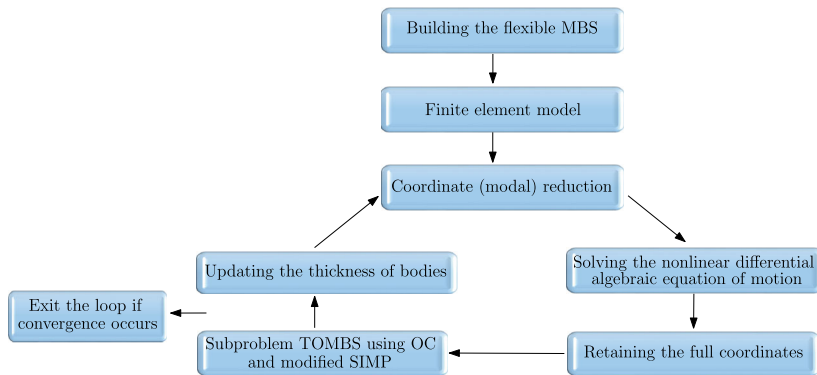 Building the flexible MBS
Finite element model
Coordinate (modal) reduction
Solving the nonlinear differential
algebraic equation of motion
Retaining the full coordinates
Subproblem TOMBS using OC
and modified SIMP
Updating the thickness of bodies
Exit the loop if
convergence occurs